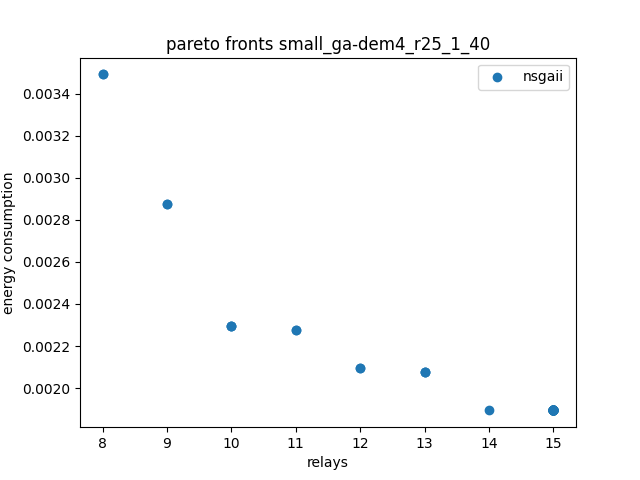 pareto fronts small_ga-dem4_r25_1_40
nsgaii
energy consumption
0.0034
0.0032
0.0030
0.0028
0.0026
0.0024
0.0022
0.0020
8 9 10 11 12 13 14 15
relays